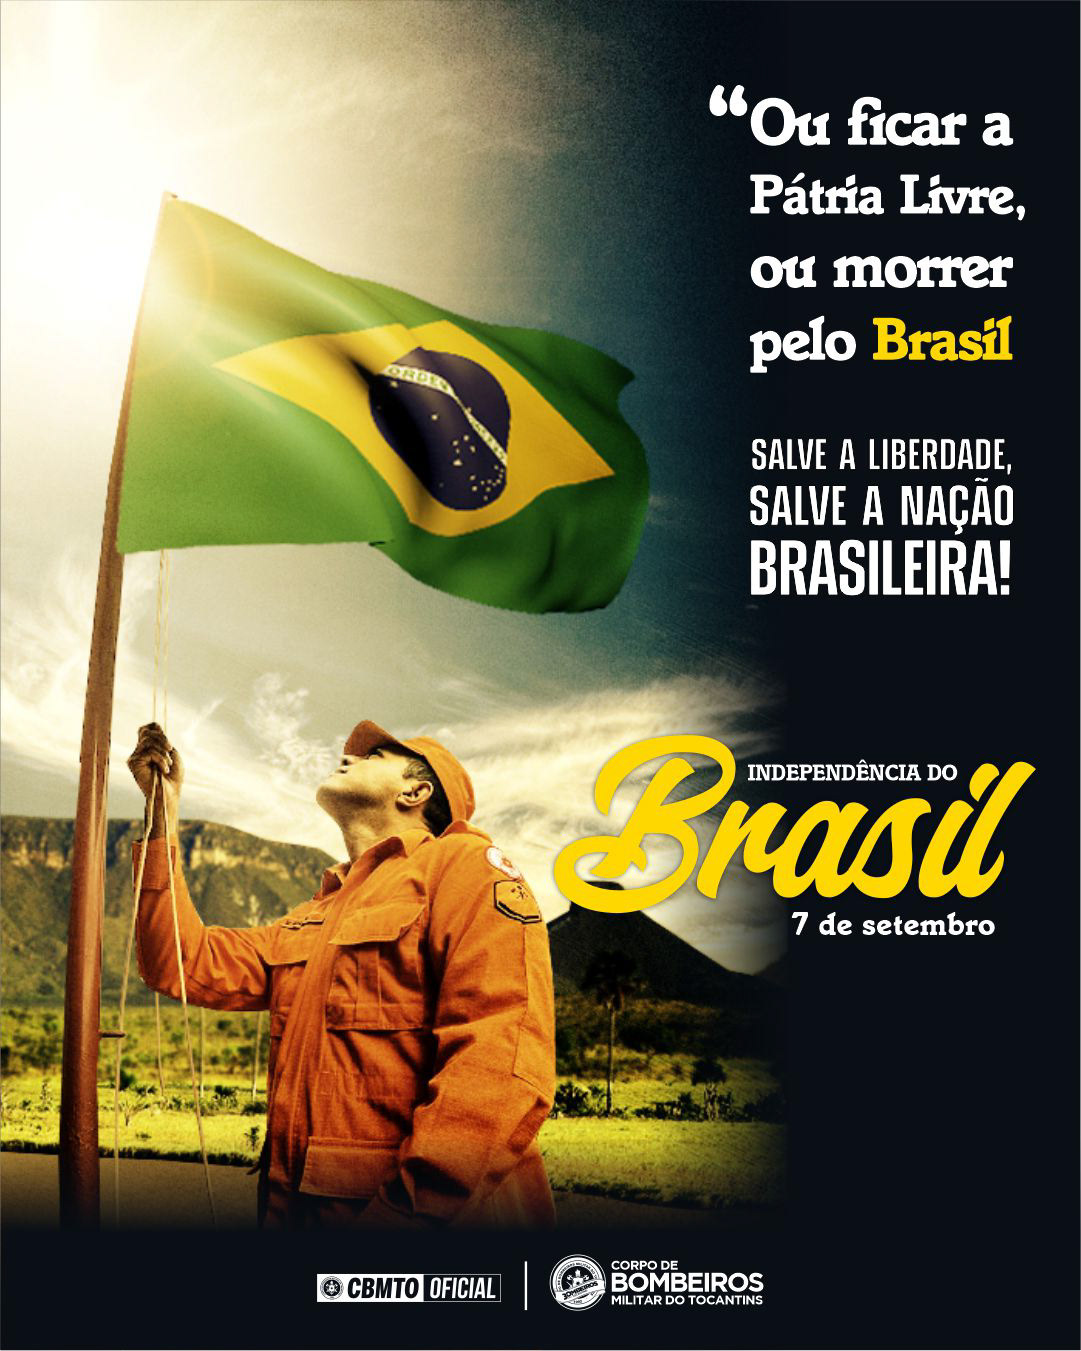 “Ou ficar a
Pátria Livre,
ou morrer
pelo Brasil
SALVE A LIBERDADE,
SALVE A NAÇÃO
BRASILEIRA!
INDEPENDÊNCIA DO
Brasil
7 de setembro
CBMTO OFICIAL
CORPO DE
BOMBEIROS
MILITAR DO TOCANTINS